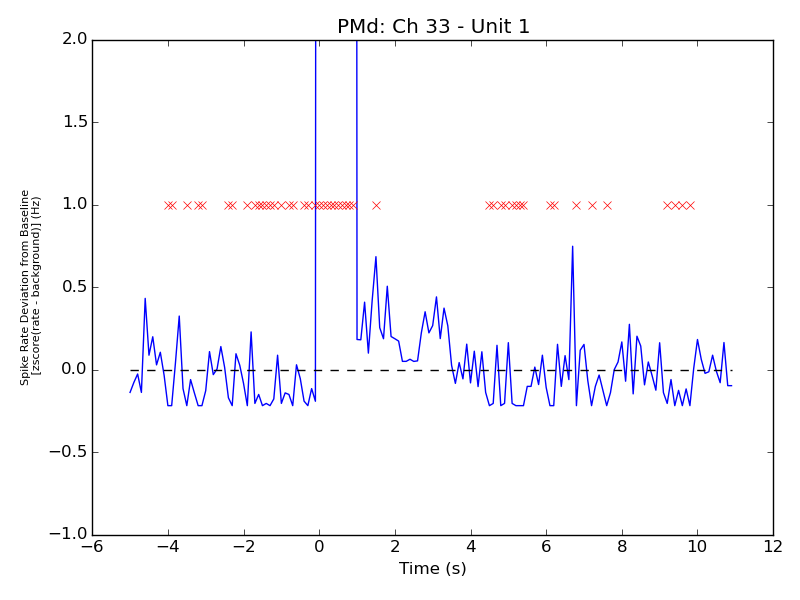 PMd: Ch 33 - Unit 1
2.0
1.5
1.0
0.5
0.0
−0.5
−1.0
Spike Rate Deviation from Baseline
[zscore(rate - background)] (Hz)
−6 −4 −2 0 2 4 6 8 10 12
Time (s)